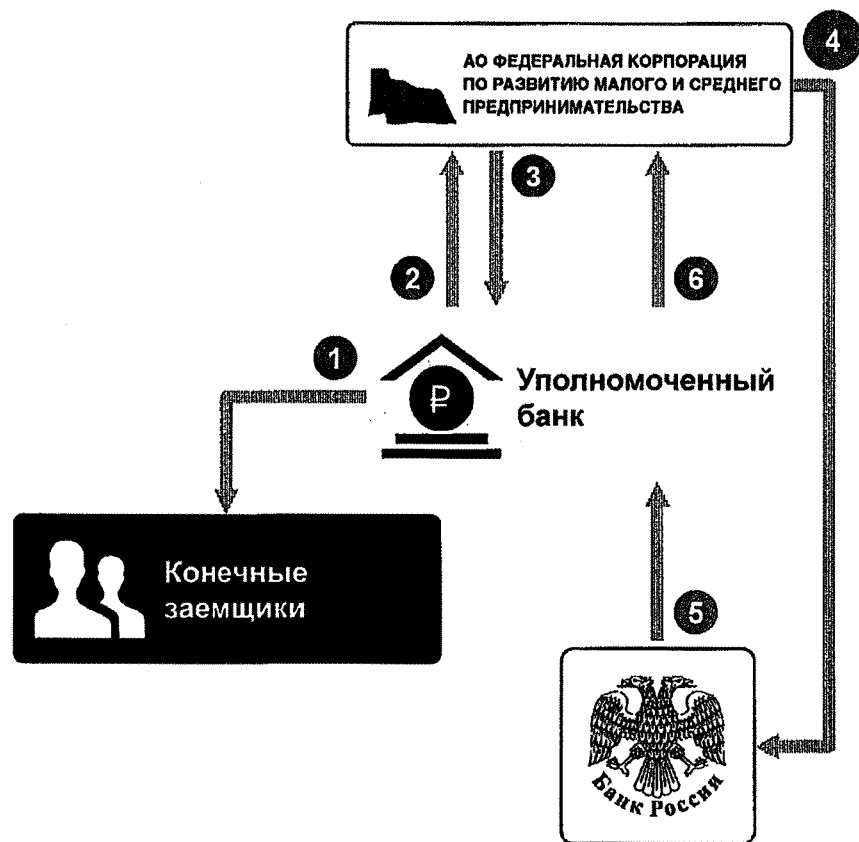 4
АО ФЕДЕРАЛЬНАЯ КОРПОРАЦИЯ
ПО РАЗВИТИЮ МАЛОГО И СРЕДНЕГО
ПРЕДПРИНИМАТЕЛЬСТВА
3
2
6
1
₽
Уполномоченный
банк
Конечные
заемщики
5
Банк России